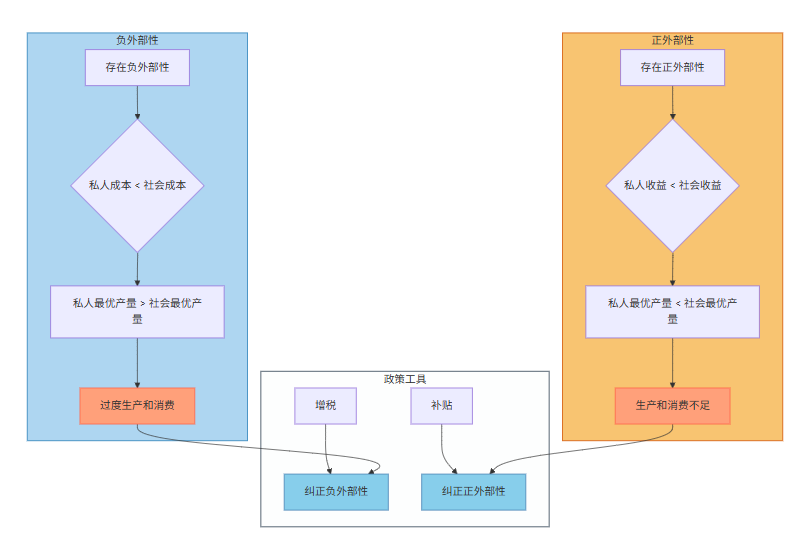 负外部性
存在负外部性
私人成本 < 社会成本
私人最优产量 > 社会最优产
量
过度生产和消费
正外部性
存在正外部性
私人收益 < 社会收益
私人最优产量 < 社会最优产
量
生产和消费不足
政策工具
增税
补贴
纠正负外部性
纠正正外部性